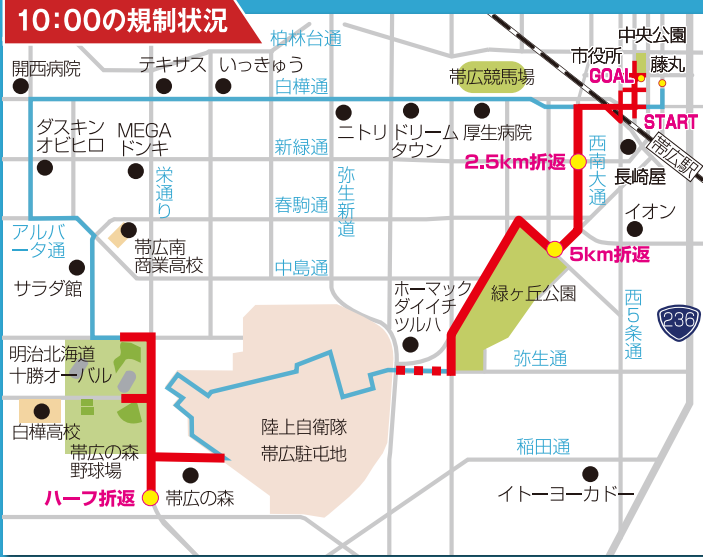 10:00の規制状況
柏林台通
中央公園
市役所
藤丸
GOAL
START
開西病院
テキサス
いっきゅう
白樺通
帯広競馬場
ダスキン
オビヒロ
MEGA
ドンキ
ニトリ
ドリーム
タウン
厚生病院
新緑通
2.5km折返
西南大通
帯広駅
長崎屋
栄通り
弥生新道
春駒通
イオン
アルバ
ータ通
帯広南
商業高校
中島通
5km折返
サラダ館
ホーマック
ダイイチ
ツルハ
緑ヶ丘公園
西5条通
236
明治北海道
十勝オーバル
弥生通
白樺高校
陸上自衛隊
帯広駐屯地
帯広の森
野球場
稲田通
ハーフ折返
帯広の森
イトーヨーカドー